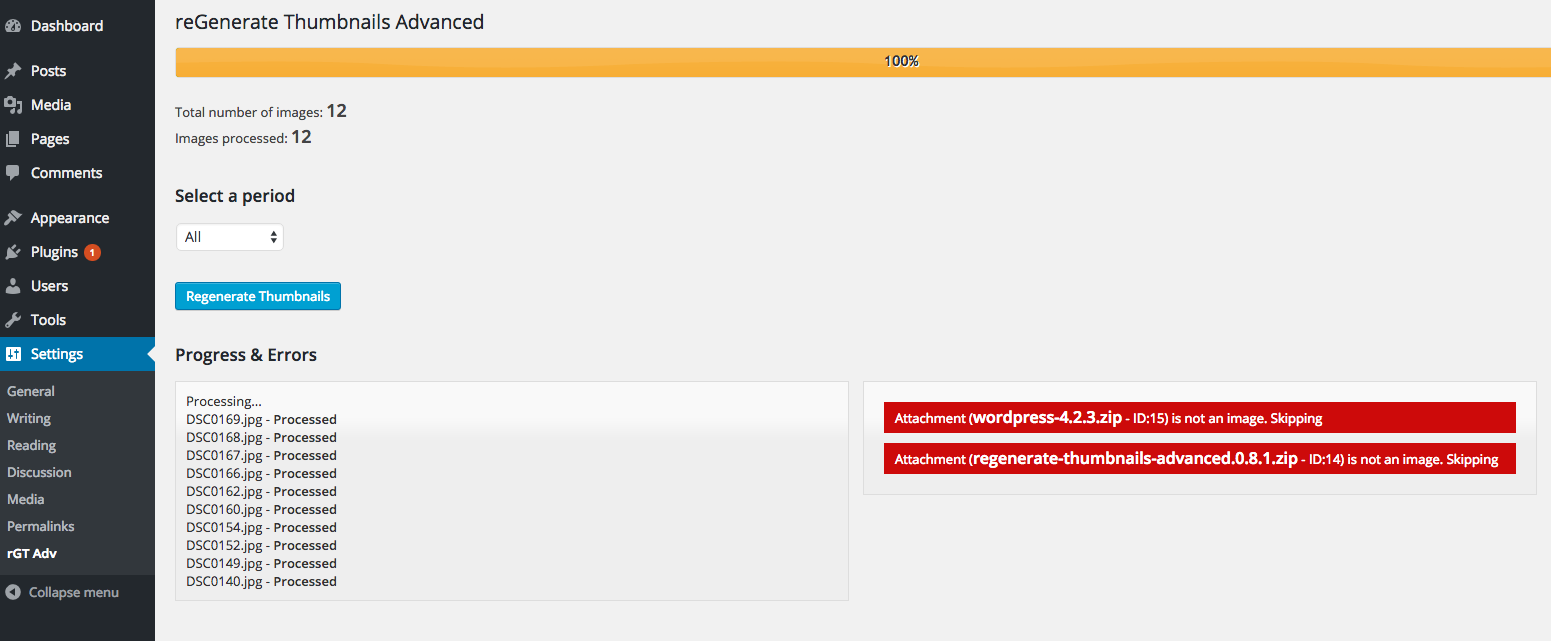 Dashboard
Posts
Media
Pages
Comments
Appearance
Plugins 1
Users
Tools
Settings
General
Writing
Reading
Discussion
Media
Permalinks
rGT Adv
Collapse menu
reGenerate Thumbnails Advanced
100%
Total number of images: 12
Images processed: 12
Select a period
All
Regenerate Thumbnails
Progress & Errors
Processing...
DSC0169.jpg - Processed
DSC0168.jpg - Processed
DSC0167.jpg - Processed
DSC0166.jpg - Processed
DSC0162.jpg - Processed
DSC0160.jpg - Processed
DSC0154.jpg - Processed
DSC0152.jpg - Processed
DSC0149.jpg - Processed
DSC0140.jpg - Processed
Attachment (wordpress-4.2.3.zip - ID:15) is not an image. Skipping
Attachment (regenerate-thumbnails-advanced.0.8.1.zip - ID:14) is not an image. Skipping